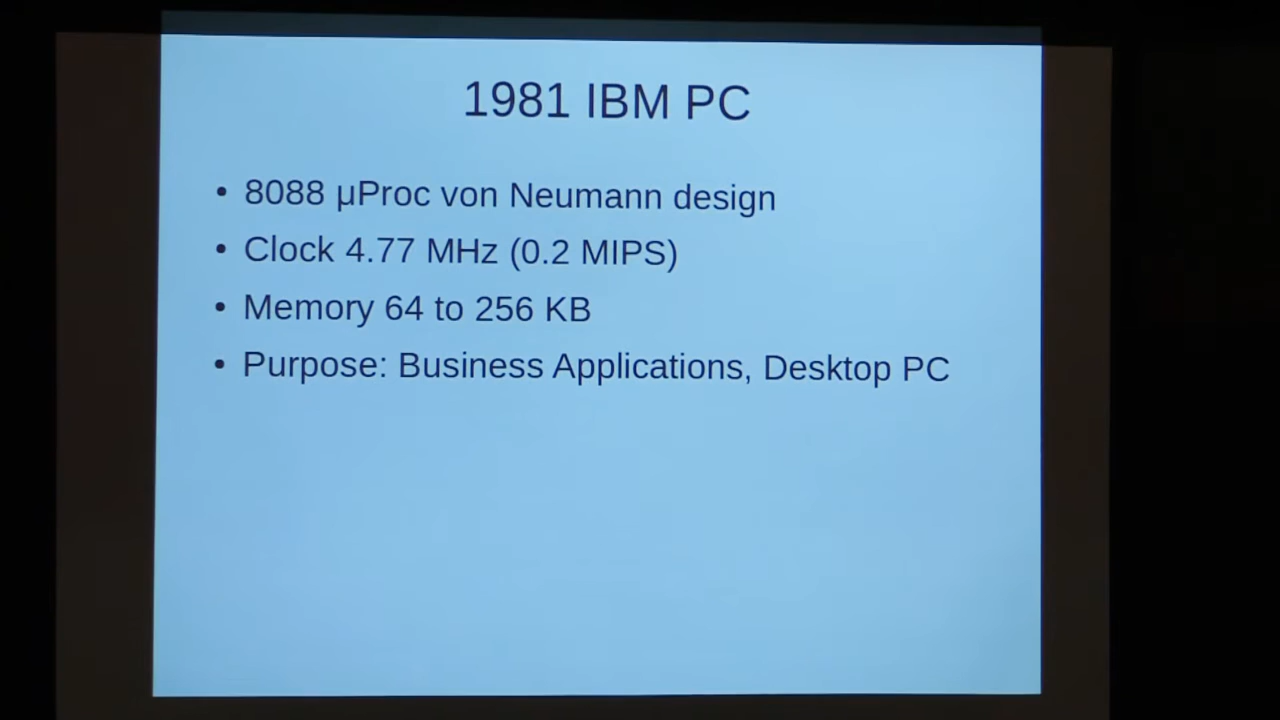 1981 IBM PC
• 8088 µProc von Neumann design
• Clock 4.77 MHz (0.2 MIPS)
• Memory 64 to 256 KB
• Purpose: Business Applications, Desktop PC